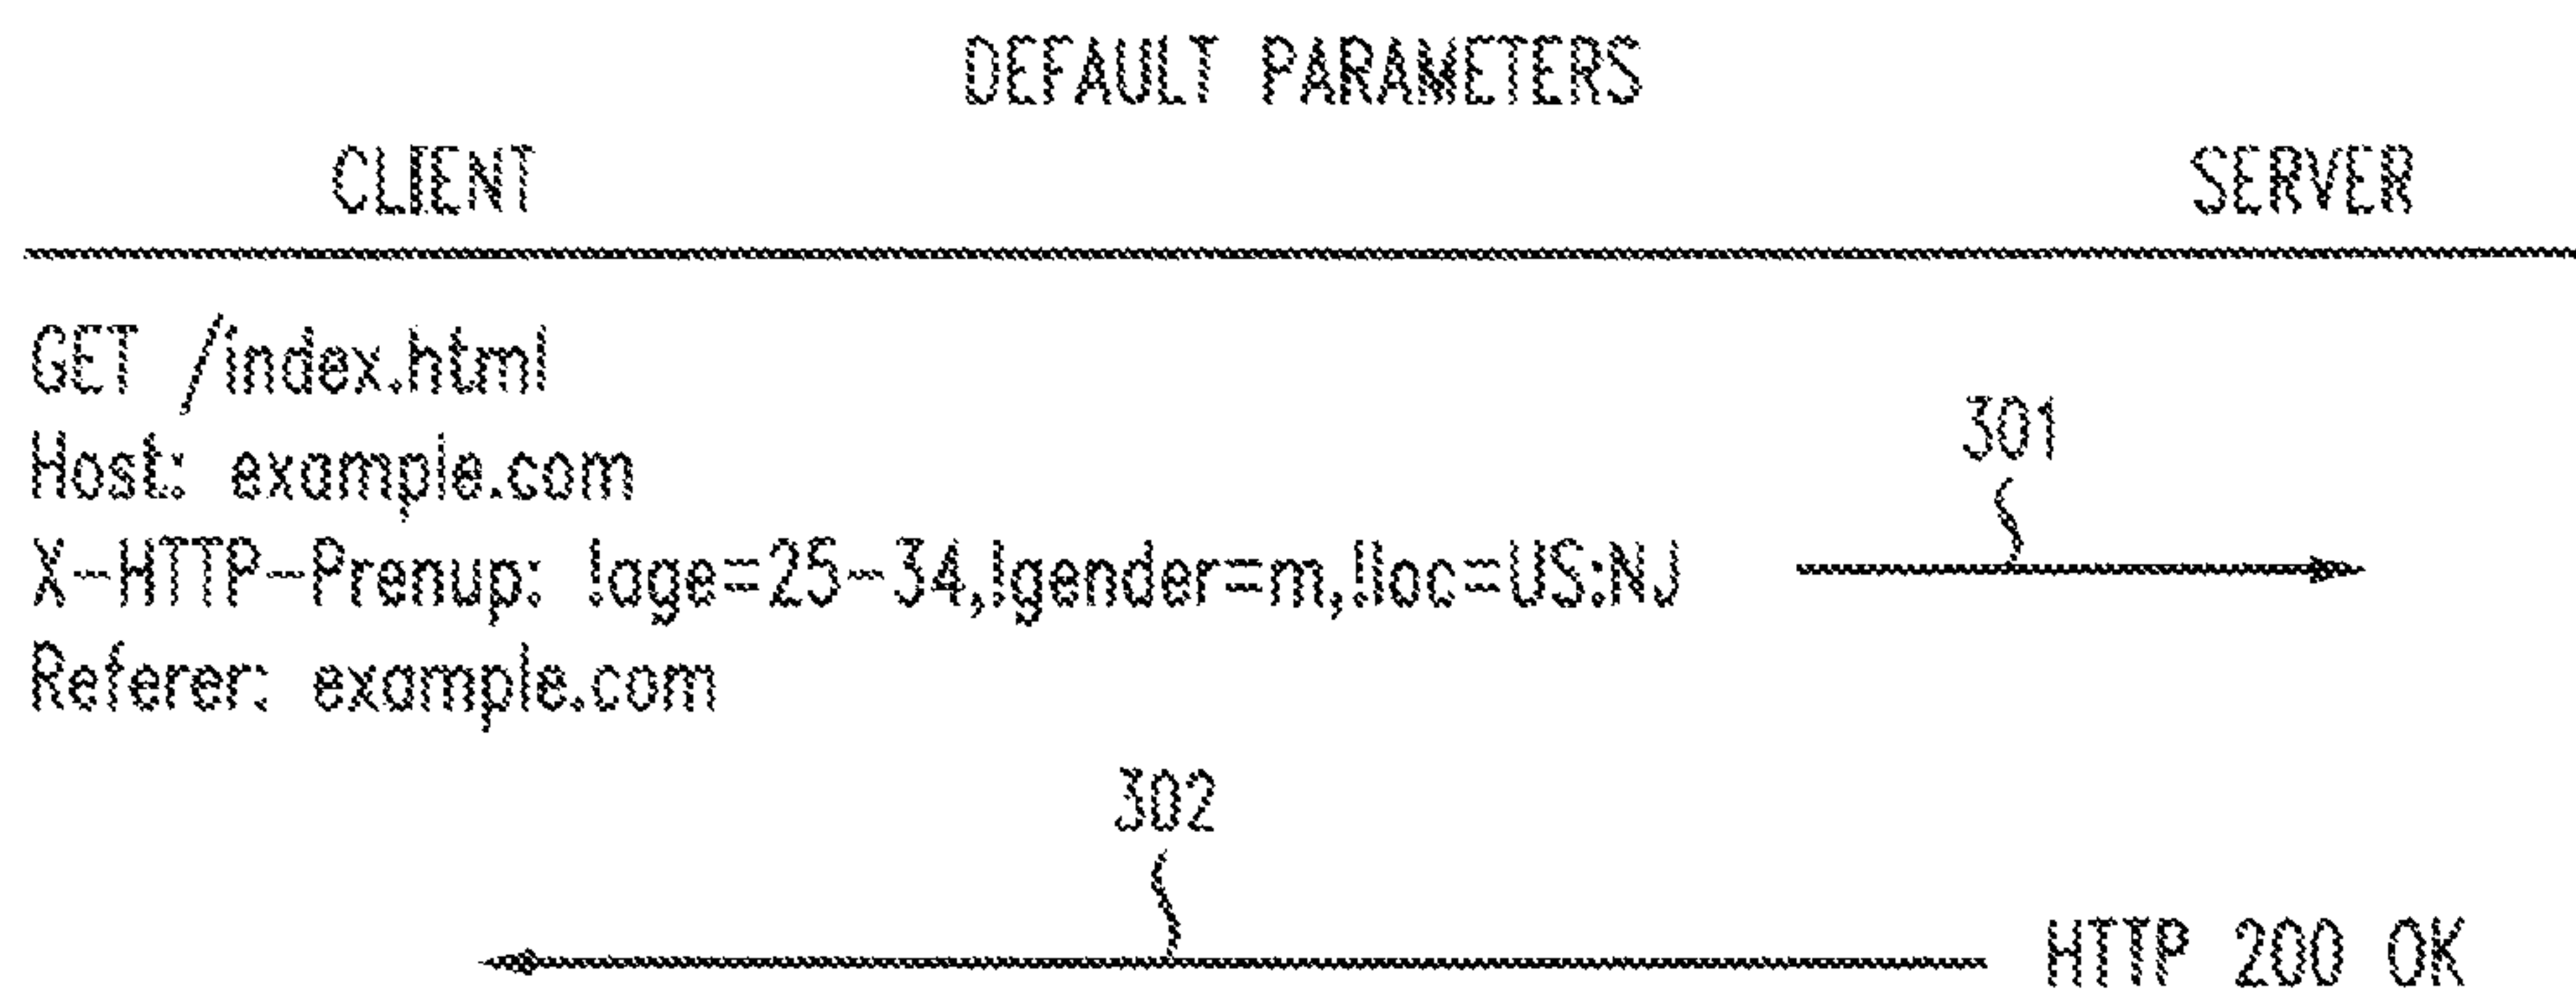 DEFAULT PARAMETERS
CLIENT SERVER
GET /index.html
301
Host: example.com
X-HTTP-Prenup: !age=25-34,!gender=m,!loc=US:NJ
Referer: example.com
302
HTTP 200 OK